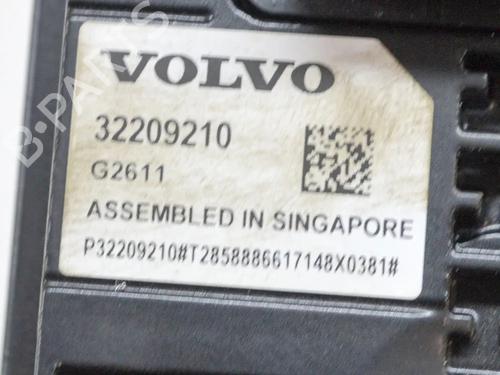 VOLVO
32209210
G2611
ASSEMBLED IN SINGAPORE
P32209210#T2858886617148X0381#
B-PARTS